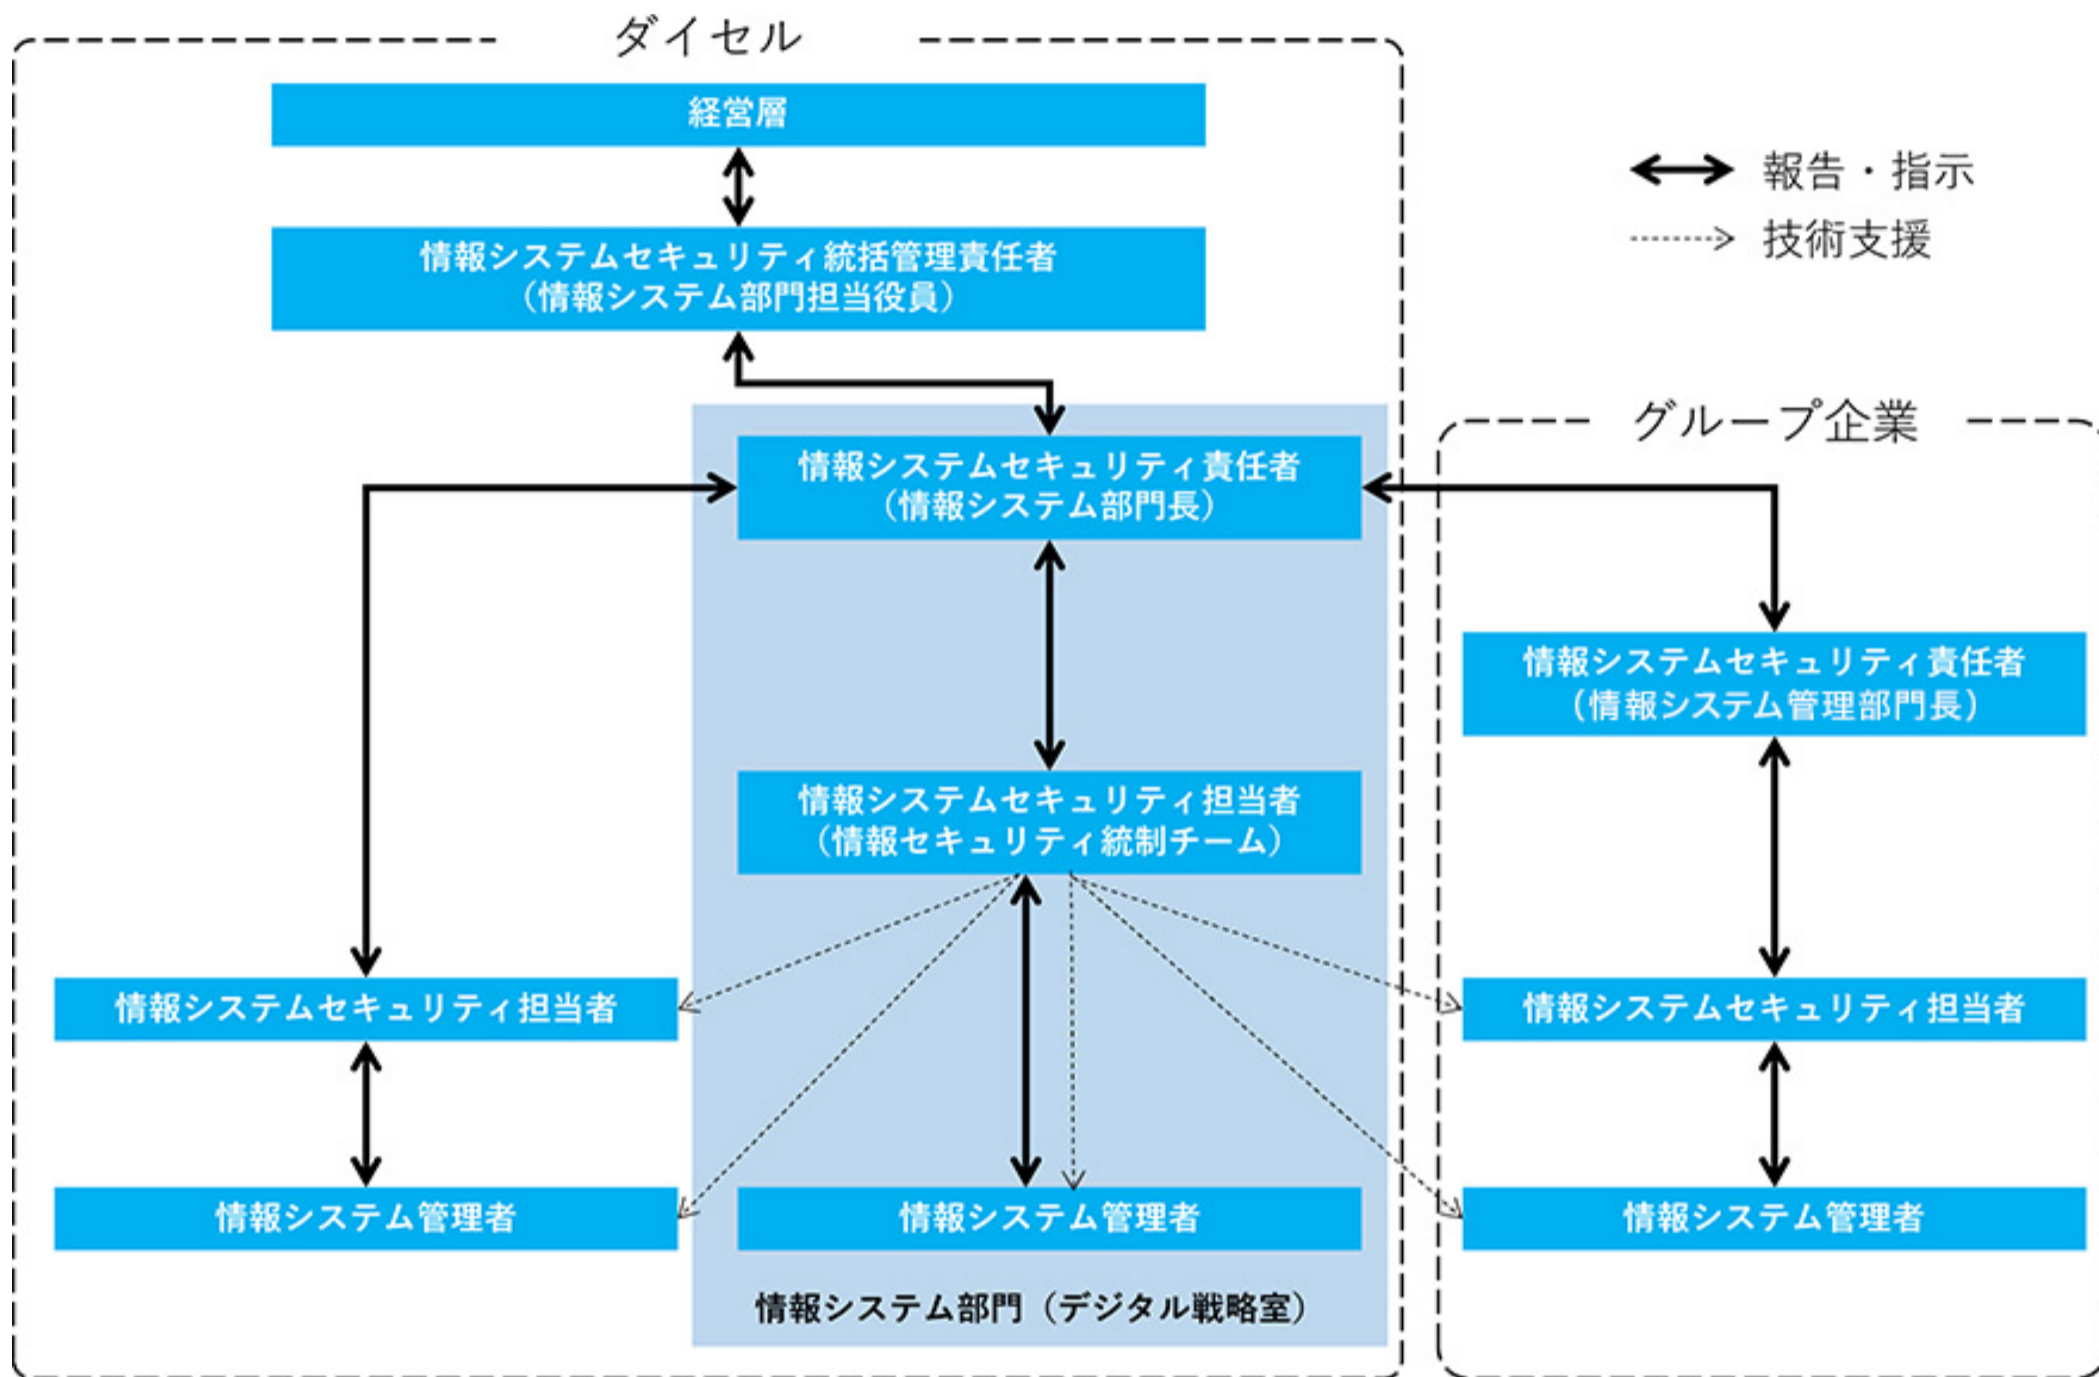 ダイセル
経営層
報告・指示
技術支援
情報システムセキュリティ統括管理責任者
（情報システム部門担当役員）
グループ企業
情報システムセキュリティ責任者
（情報システム部門長）
情報システムセキュリティ責任者
（情報システム管理部門長）
情報システムセキュリティ担当者
（情報セキュリティ統制チーム）
情報システムセキュリティ担当者
情報システムセキュリティ担当者
情報システム管理者
情報システム管理者
情報システム管理者
情報システム部門（デジタル戦略室）